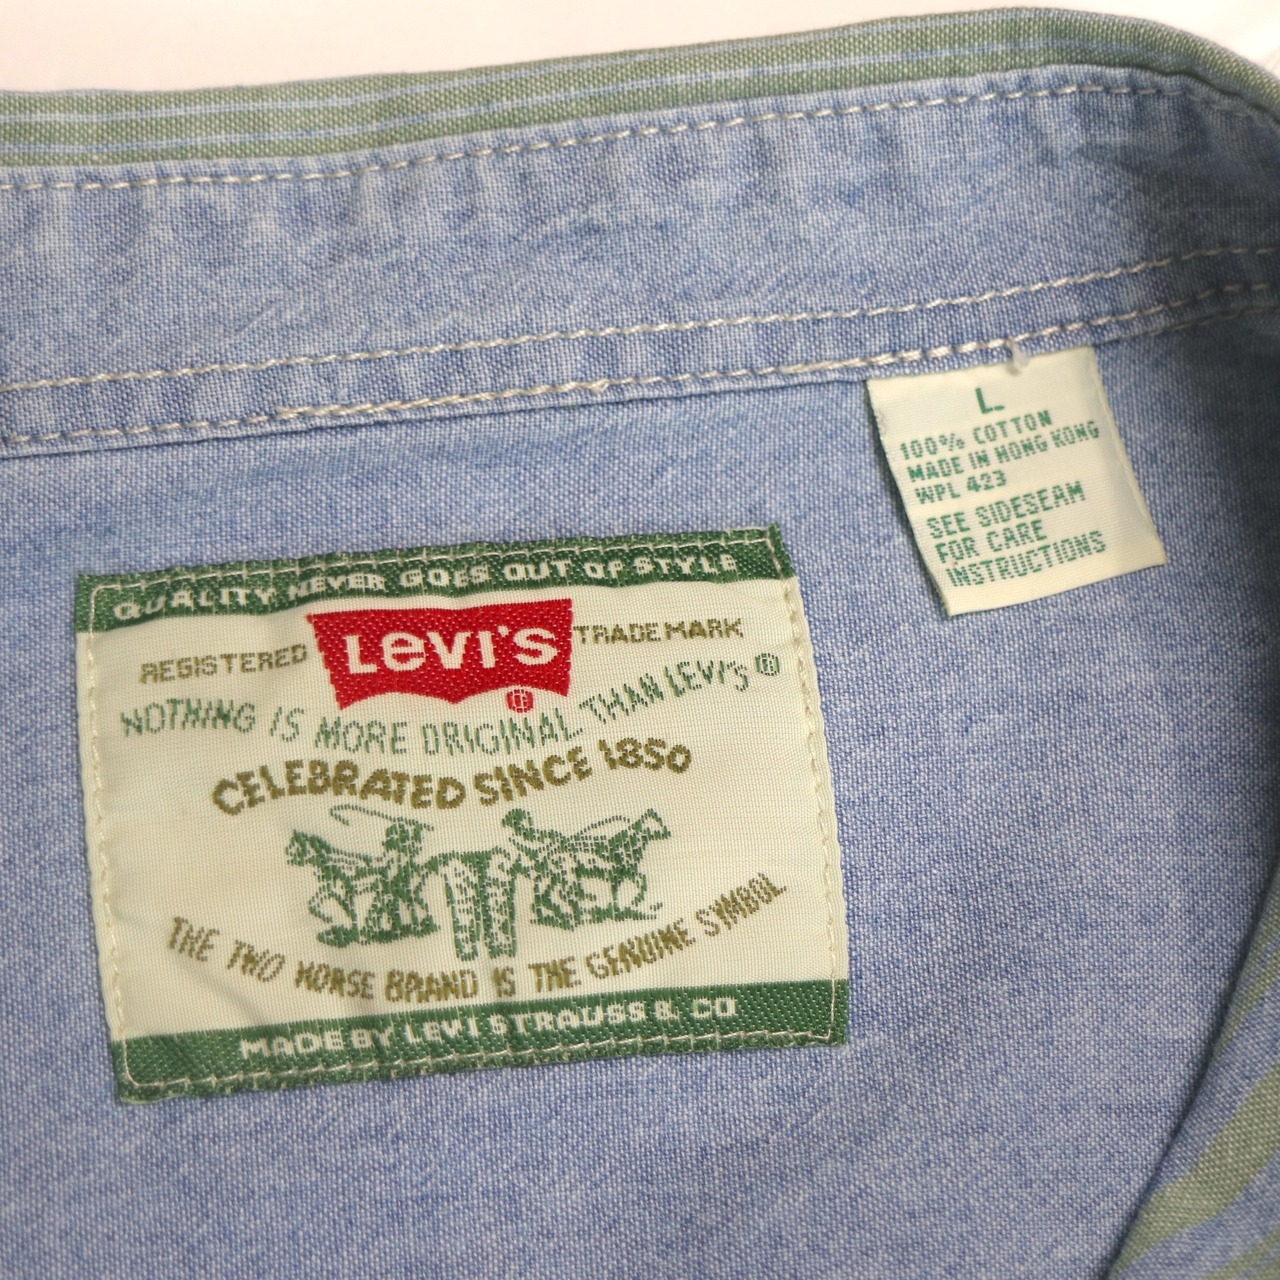 QUALITY NEVER GOES OUT OF STYLE
REGISTERED LEVI'S TRADE MARK
®
NOTHING IS MORE ORIGINAL THAN LEVI'S ®
CELEBRATED SINCE 1850
THE TWO HORSE BRAND IS THE GENUINE SYMBOL
MADE BY LEVI STRAUSS & CO
L
100% COTTON
MADE IN HONG KONG
WPL 423
SEE SIDESEAM
FOR CARE
INSTRUCTIONS